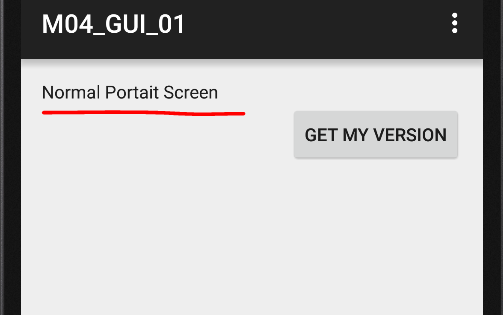 M04_GUI_01
Normal Portait Screen
GET MY VERSION